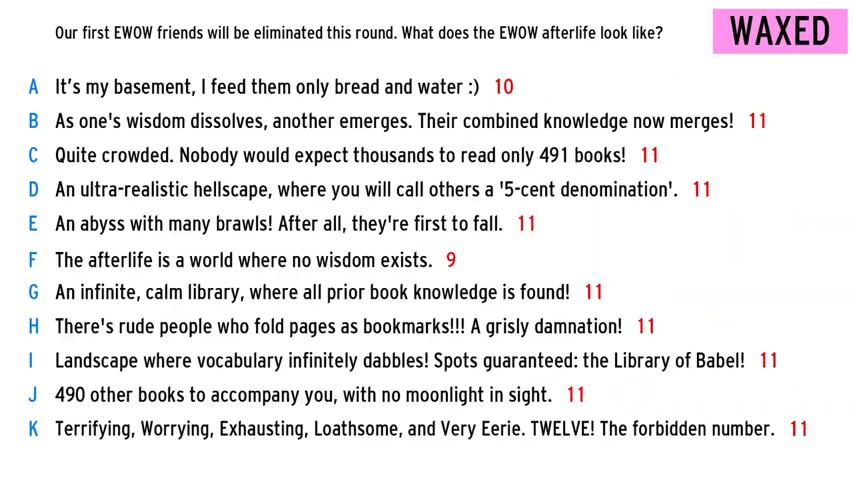 Our first EWOW friends will be eliminated this round. What does the EWOW afterlife look like?
WAXED
A It's my basement, I feed them only bread and water :) 10
B As one's wisdom dissolves, another emerges. Their combined knowledge now merges! 11
C Quite crowded. Nobody would expect thousands to read only 491 books! 11
D An ultra-realistic hellscape, where you will call others a '5-cent denomination'. 11
E An abyss with many brawls! After all, they're first to fall. 11
F The afterlife is a world where no wisdom exists. 9
G An infinite, calm library, where all prior book knowledge is found! 11
H There's rude people who fold pages as bookmarks!!! A grisly damnation! 11
I Landscape where vocabulary infinitely dabbles! Spots guaranteed: the Library of Babel! 11
J 490 other books to accompany you, with no moonlight in sight. 11
K Terrifying, Worrying, Exhausting, Loathsome, and Very Eerie. TWELVE! The forbidden number. 11